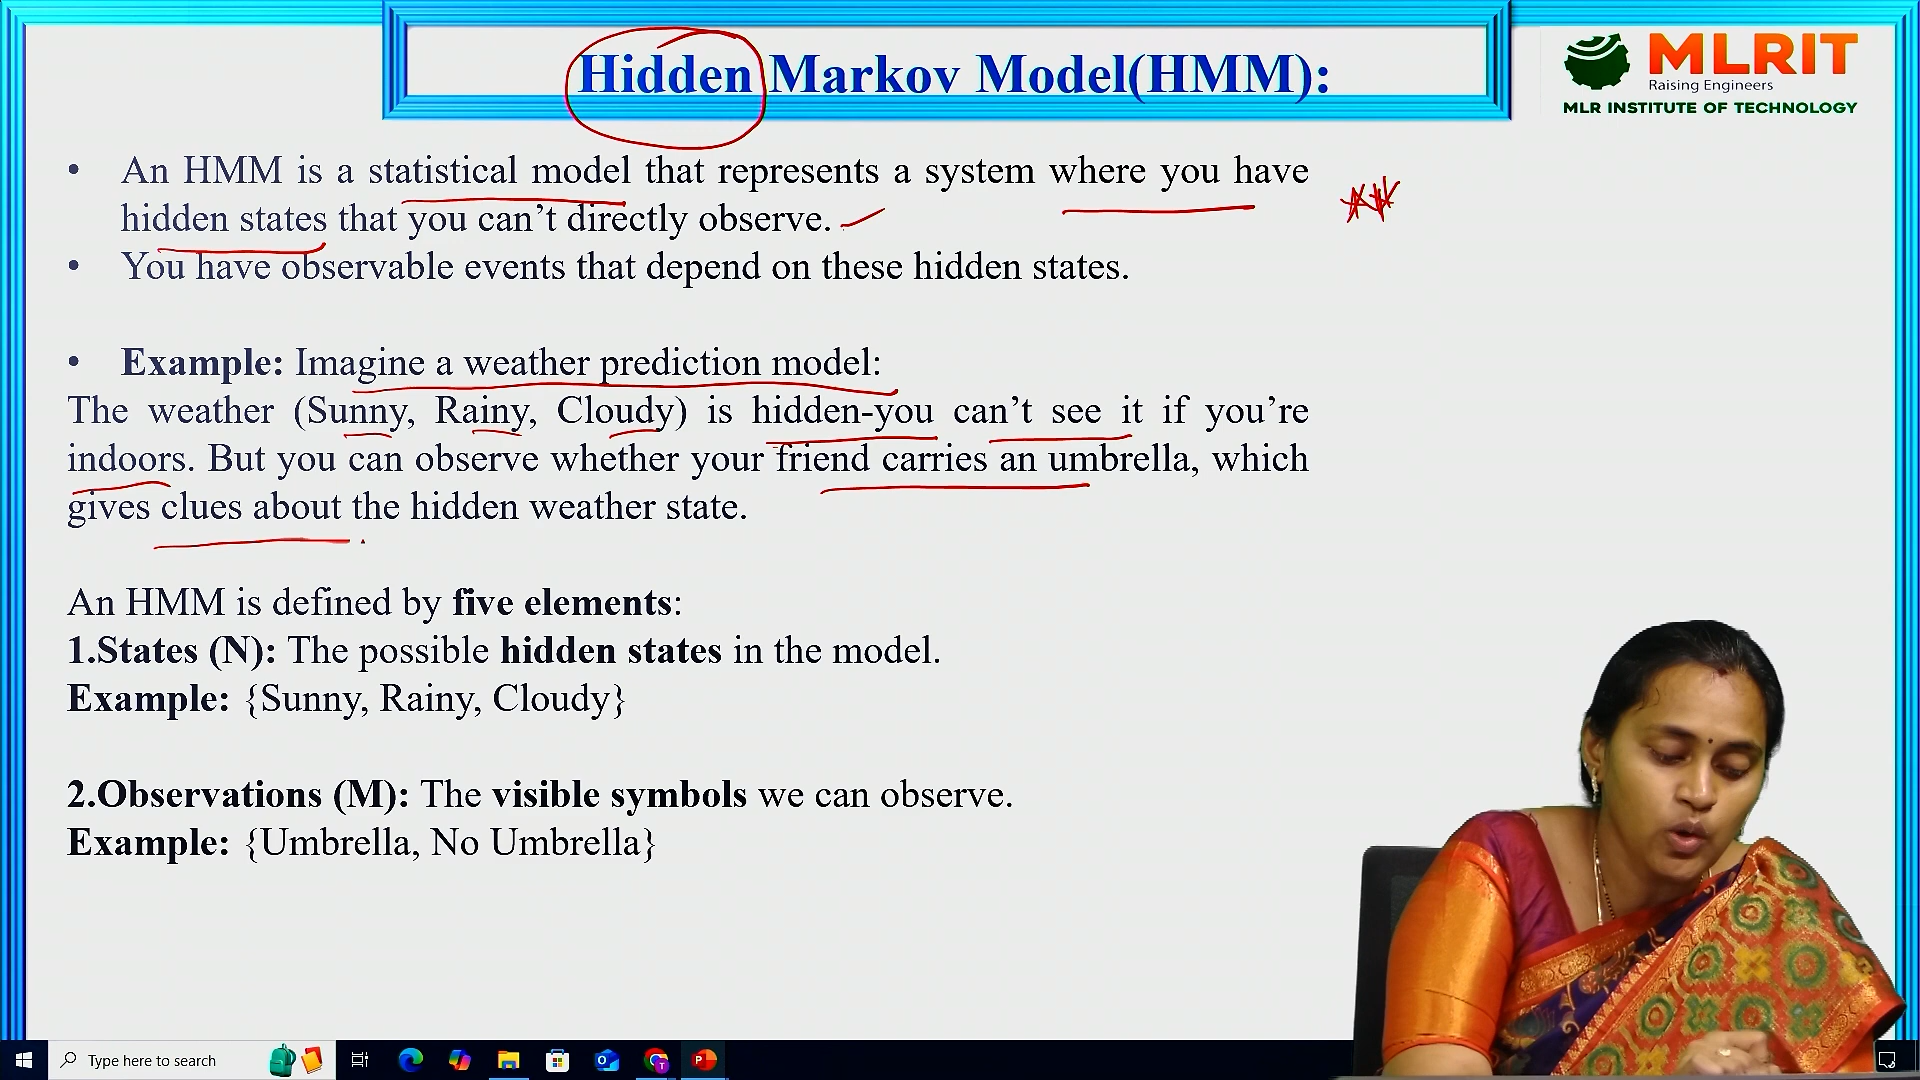 Hidden Markov Model(HMM):
MLRIT
Raising Engineers
MLR INSTITUTE OF TECHNOLOGY
• An HMM is a statistical model that represents a system where you have
hidden states that you can’t directly observe.
• You have observable events that depend on these hidden states.
• Example: Imagine a weather prediction model:
The weather (Sunny, Rainy, Cloudy) is hidden-you can’t see it if you’re
indoors. But you can observe whether your friend carries an umbrella, which
gives clues about the hidden weather state.
An HMM is defined by five elements:
1.States (N): The possible hidden states in the model.
Example: {Sunny, Rainy, Cloudy}
2.Observations (M): The visible symbols we can observe.
Example: {Umbrella, No Umbrella}
Type here to search